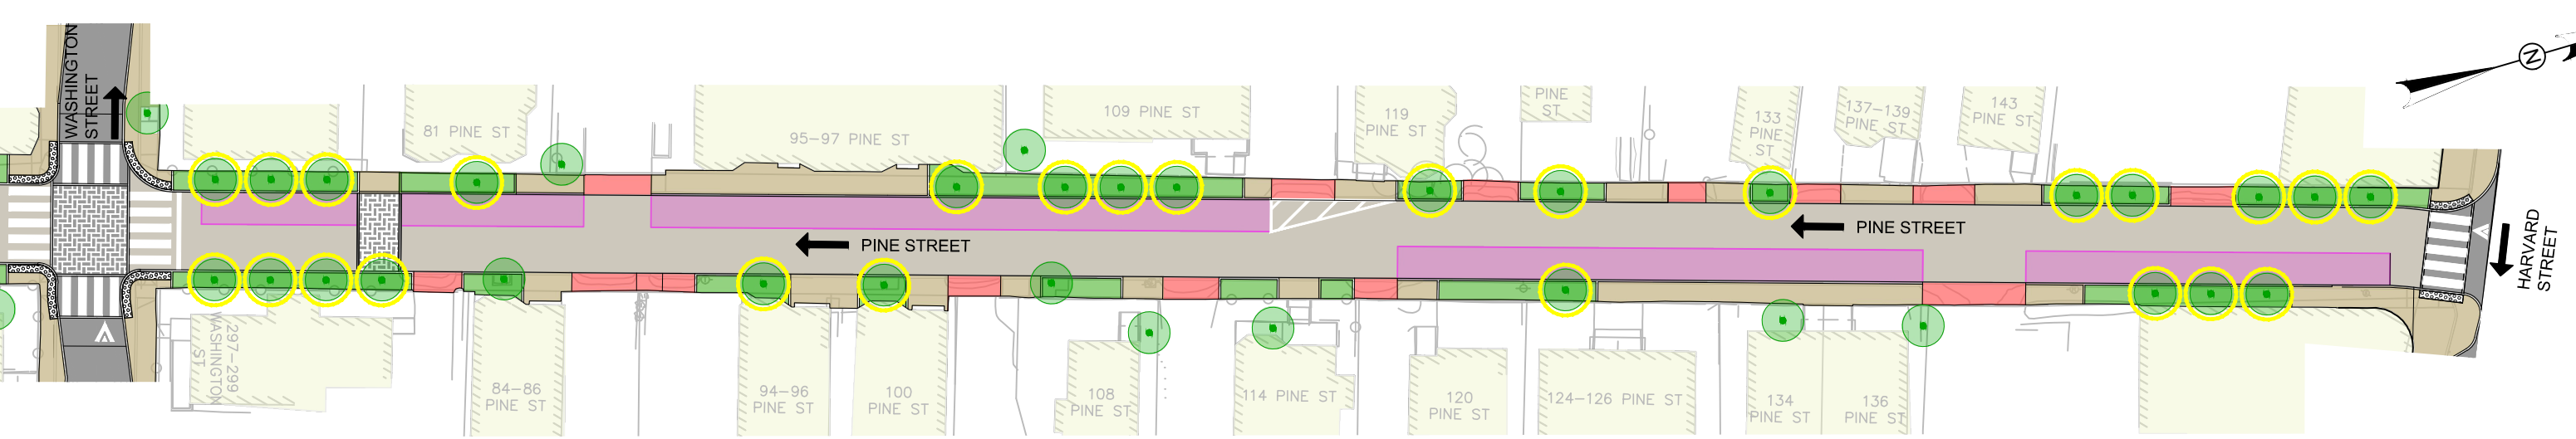 WASHINGTON
STREET
81 PINE ST
95-97 PINE ST
109 PINE ST
119
PINE ST
PINE
ST
133
PINE
ST
137-139
PINE ST
143
PINE ST
N
PINE STREET
PINE STREET
HARVARD
STREET
297-299
WASHINGTON
ST
84-86
PINE ST
94-96
PINE ST
100
PINE ST
108
PINE ST
114 PINE ST
120
PINE ST
124-126 PINE ST
134
PINE ST
136
PINE ST